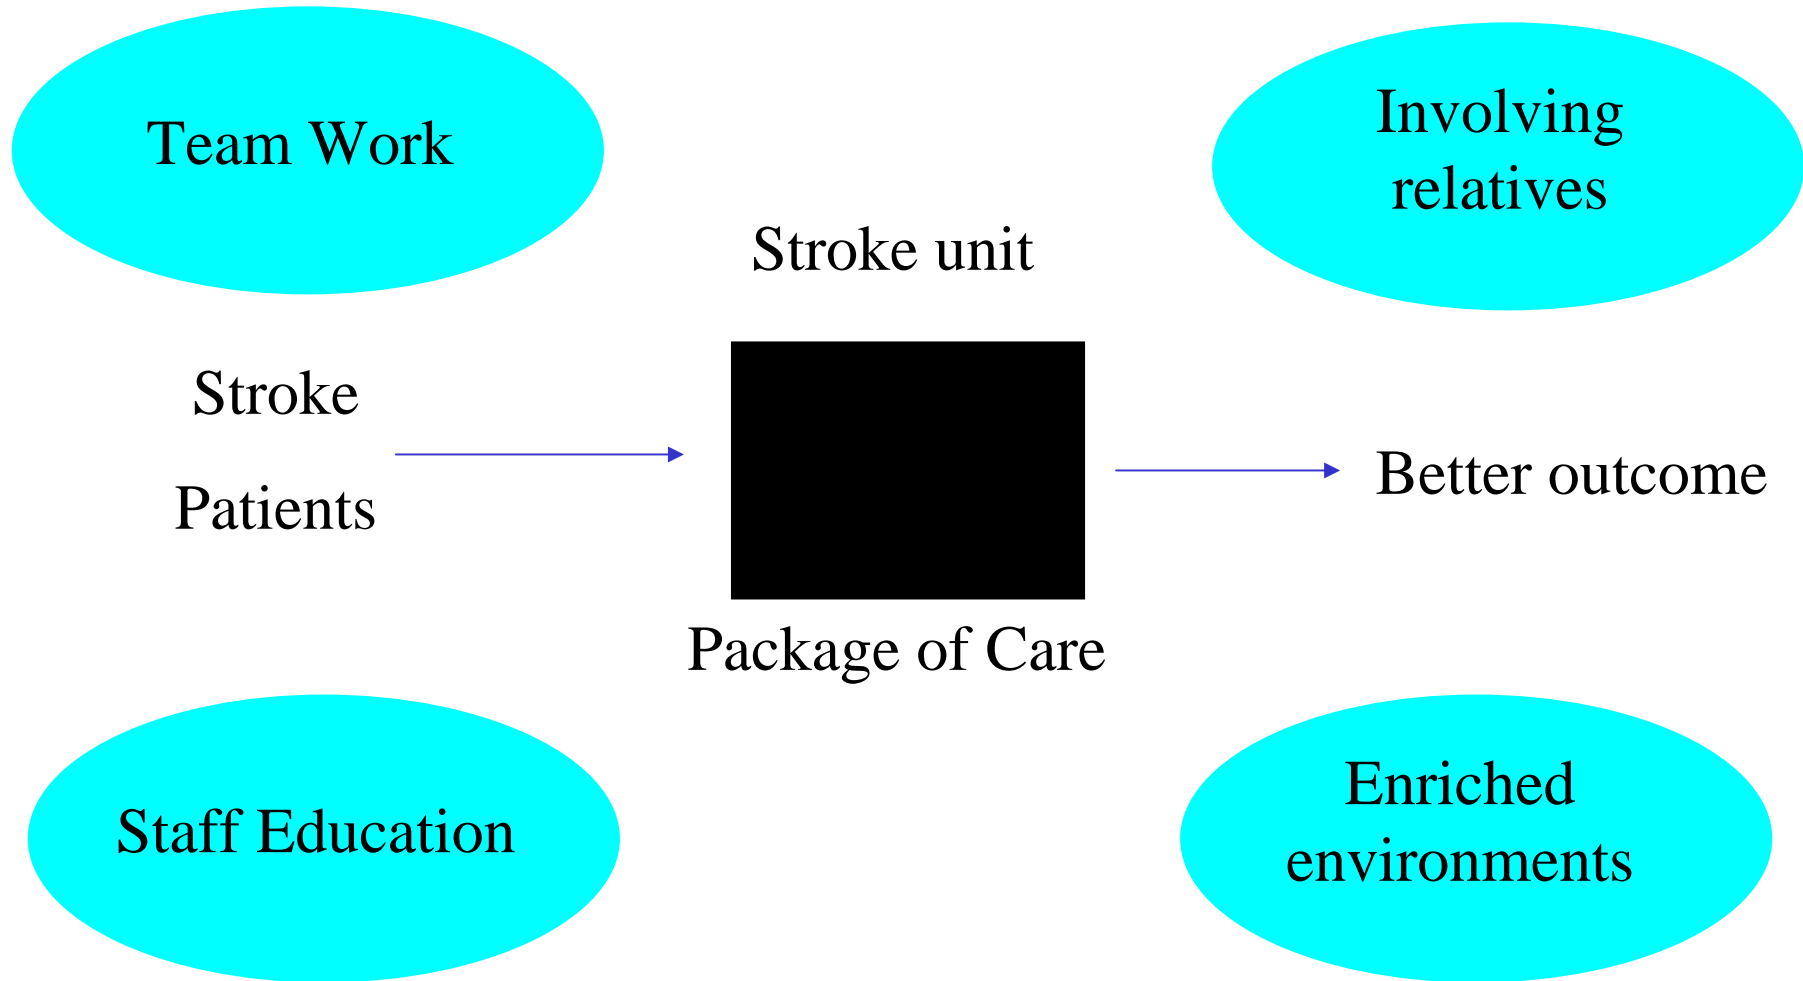 Team Work
Involving
relatives
Stroke unit
Stroke
Patients
Better outcome
Package of Care
Staff Education
Enriched
environments